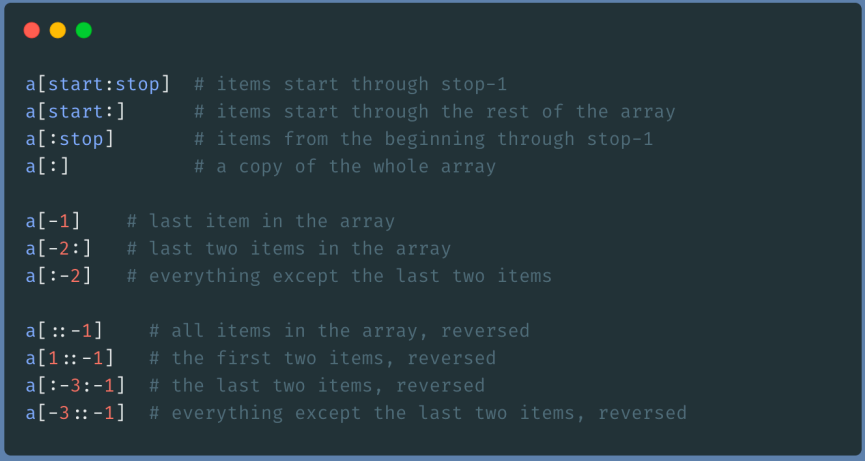 a[start:stop]  # items start through stop-1
a[start:]      # items start through the rest of the array
a[:stop]       # items from the beginning through stop-1
a[:]           # a copy of the whole array
a[-1]    # last item in the array
a[-2:]   # last two items in the array
a[:-2]   # everything except the last two items
a[::-1]    # all items in the array, reversed
a[1::-1]   # the first two items, reversed
a[:-3:-1]  # the last two items, reversed
a[-3::-1]  # everything except the last two items, reversed